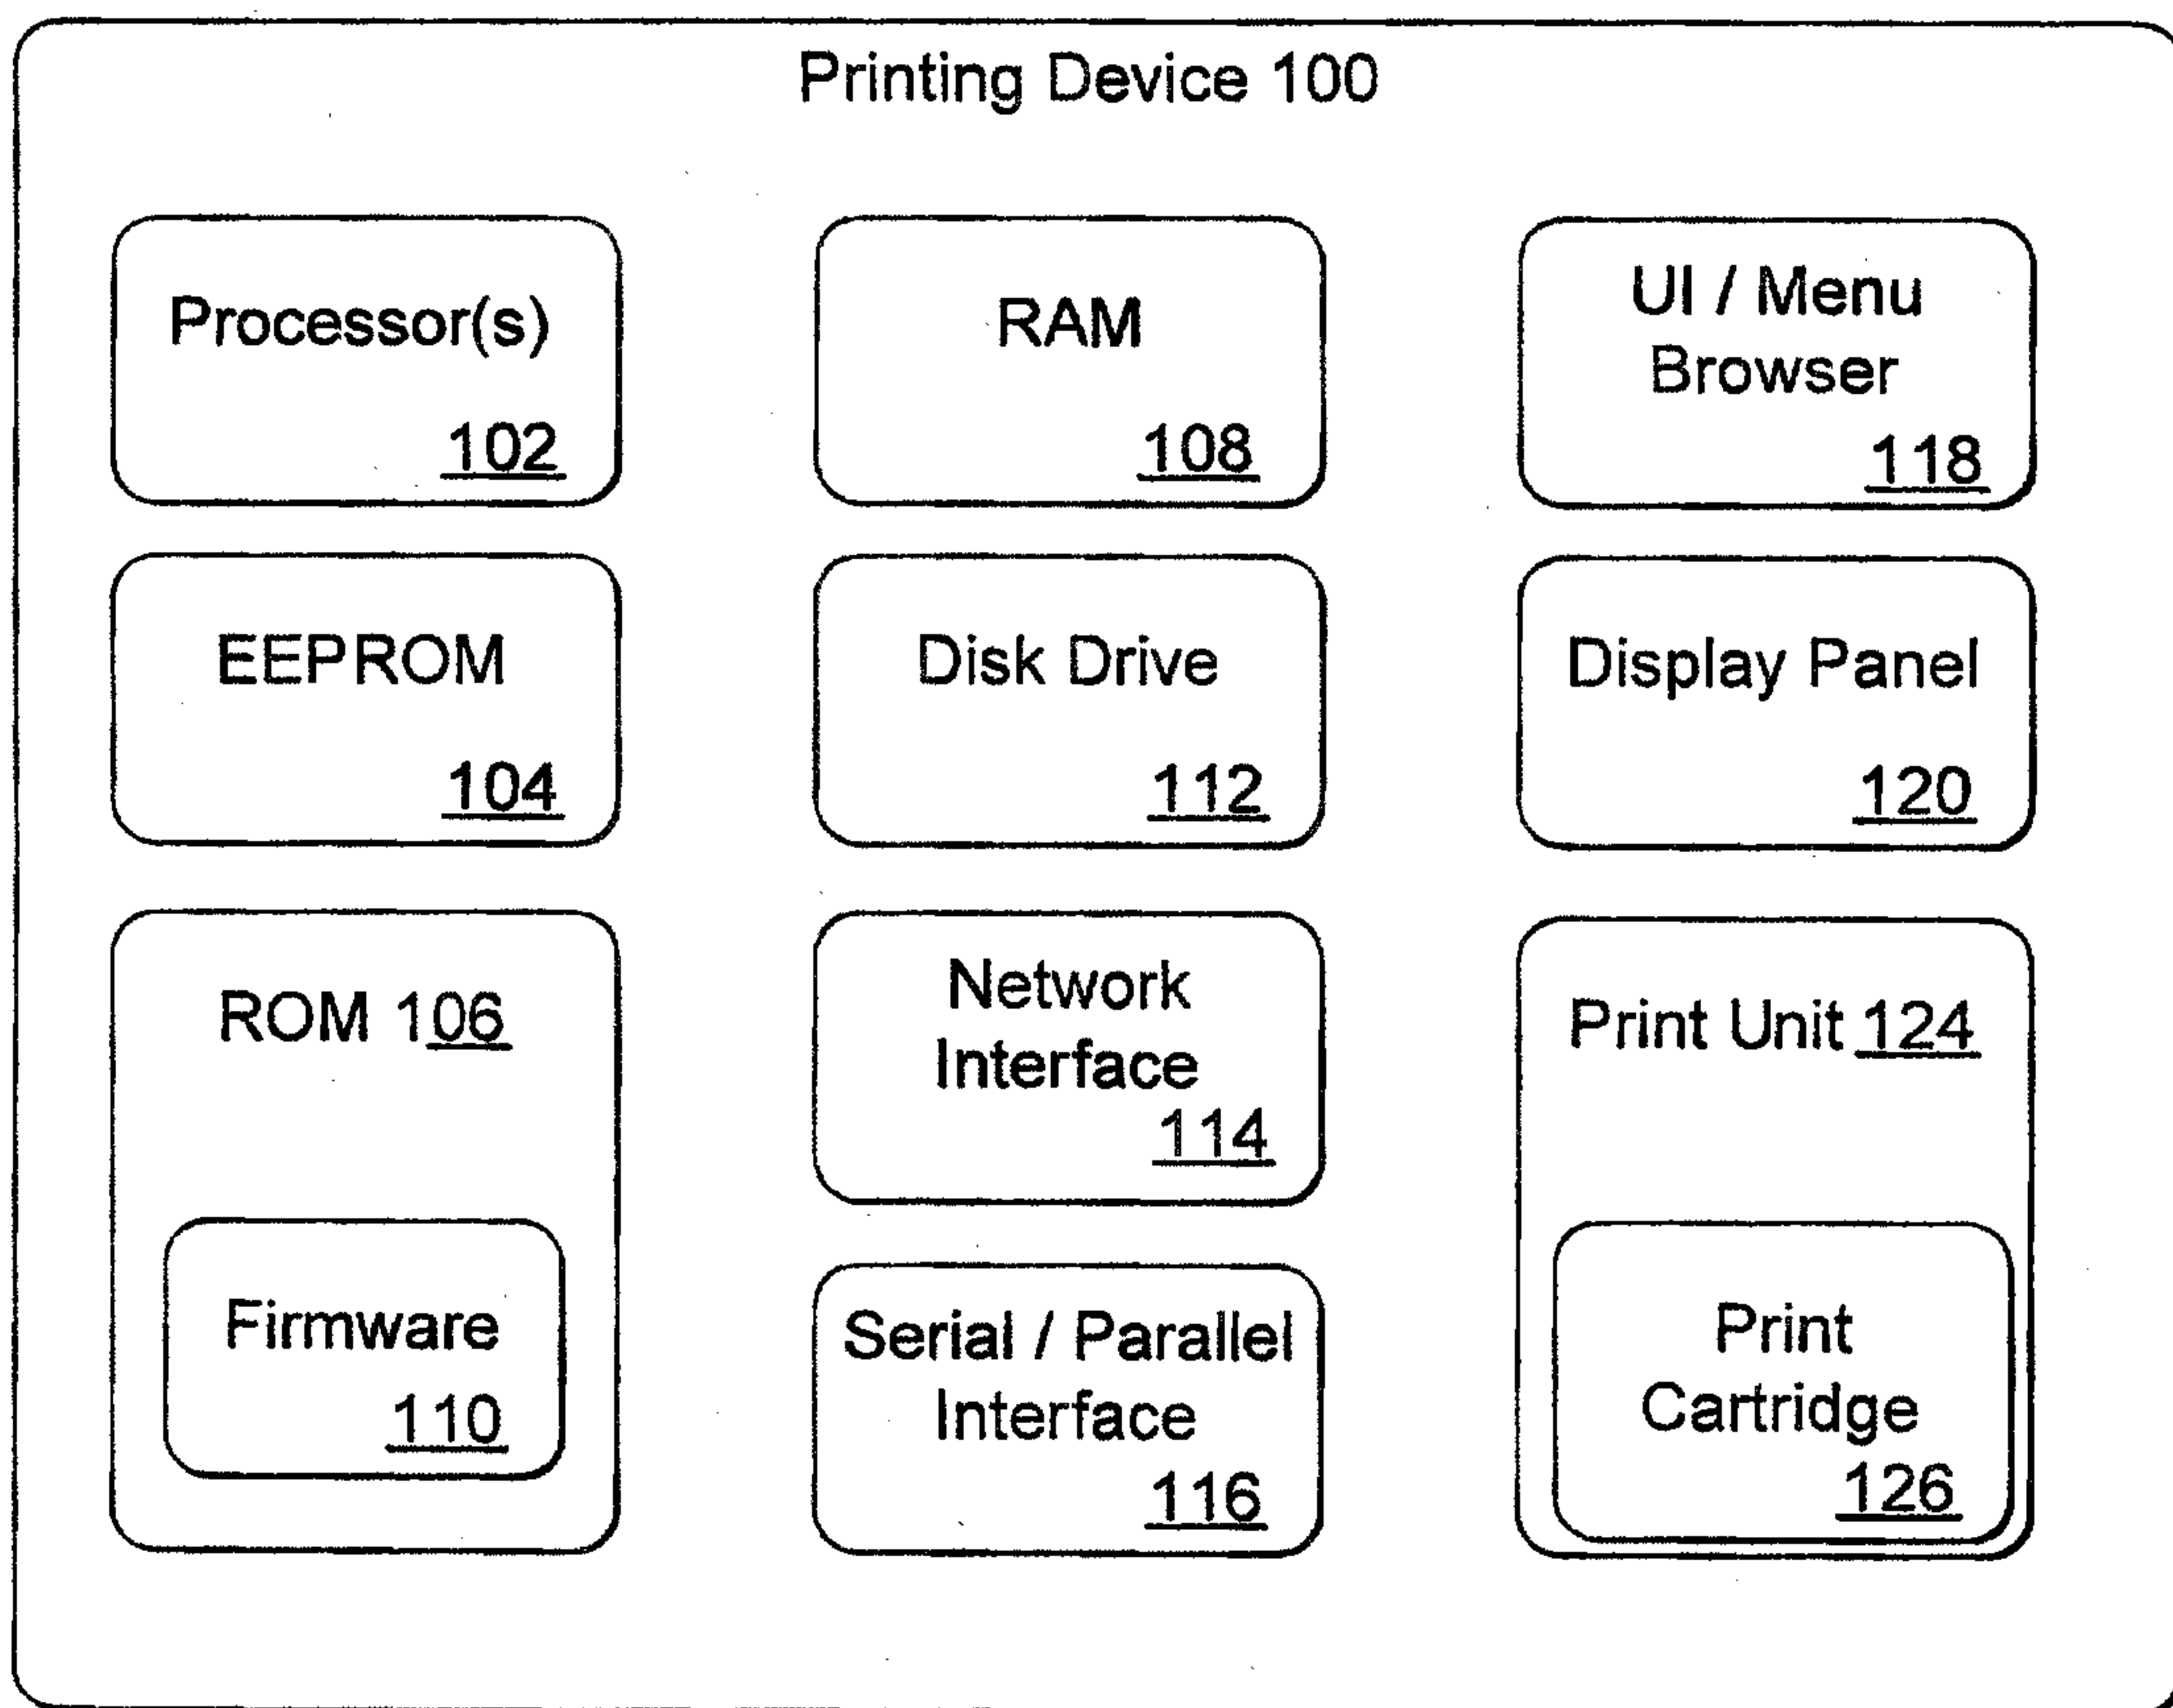 Printing Device 100
Processor(s)
102
RAM
108
UI / Menu
Browser
118
EEPROM
104
Disk Drive
112
Display Panel
120
ROM 106
Firmware
110
Network
Interface
114
Serial / Parallel
Interface
116
Print Unit 124
Print
Cartridge
126